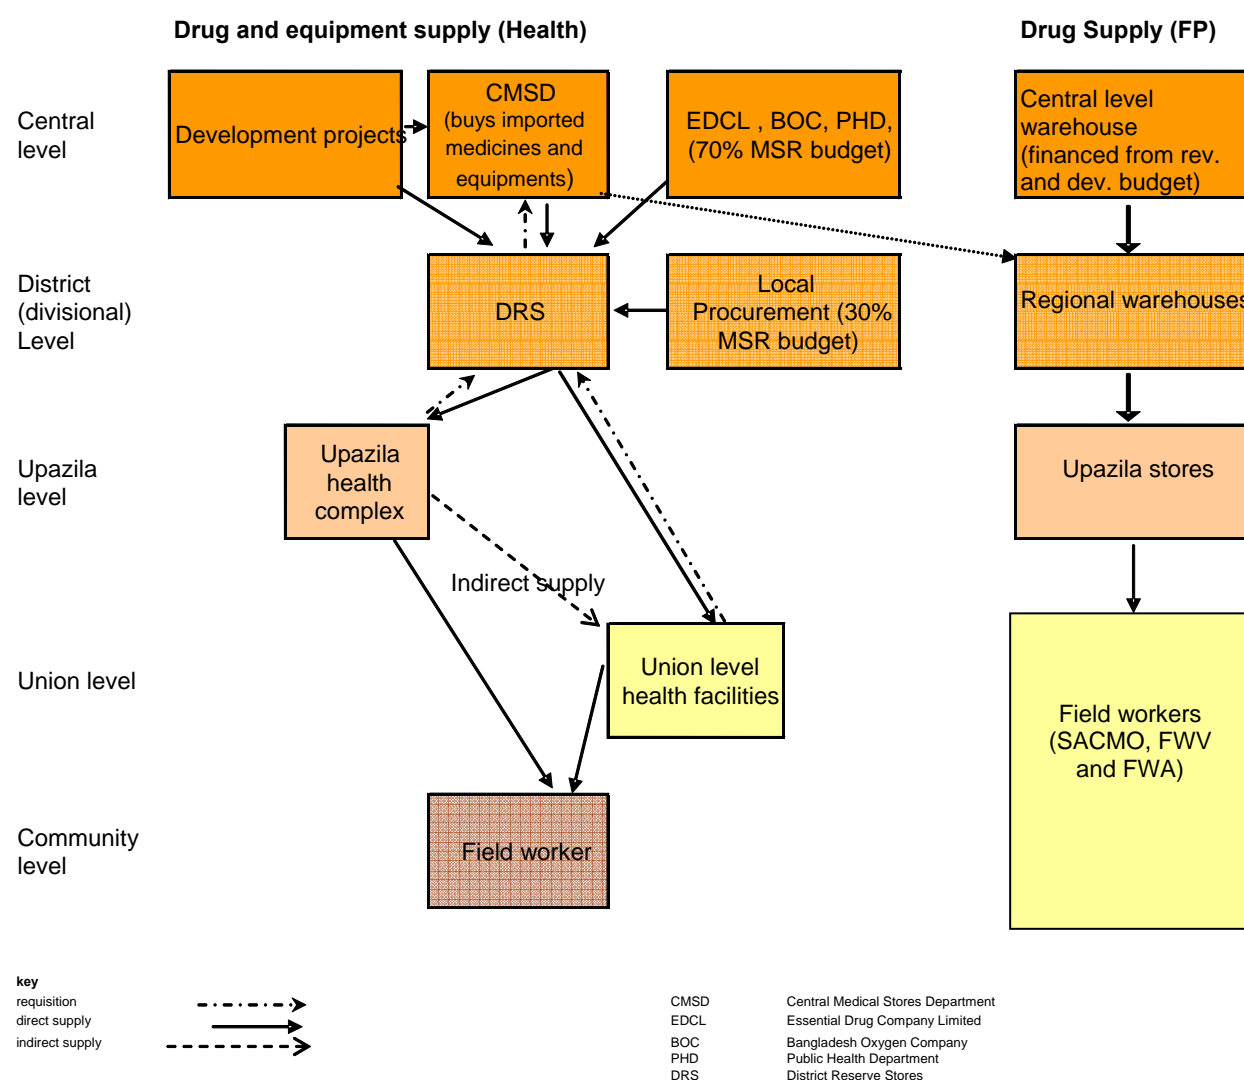 Drug and equipment supply (Health)
Drug Supply (FP)
Central
level
Development projects
CMSD
(buys imported
medicines and
equipments)
EDCL , BOC, PHD,
(70% MSR budget)
Central level
warehouse
(financed from rev.
and dev. budget)
District
(divisional)
Level
DRS
Local
Procurement (30%
MSR budget)
Regional warehouses
Upazila
level
Upazila
health
complex
Upazila stores
Indirect supply
Union level
Union level
health facilities
Field workers
(SACMO, FWV
and FWA)
Community
level
Field worker
key
requisition
direct supply
indirect supply
CMSD Central Medical Stores Department
EDCL Essential Drug Company Limited
BOC Bangladesh Oxygen Company
PHD Public Health Department
DRS District Reserve Stores